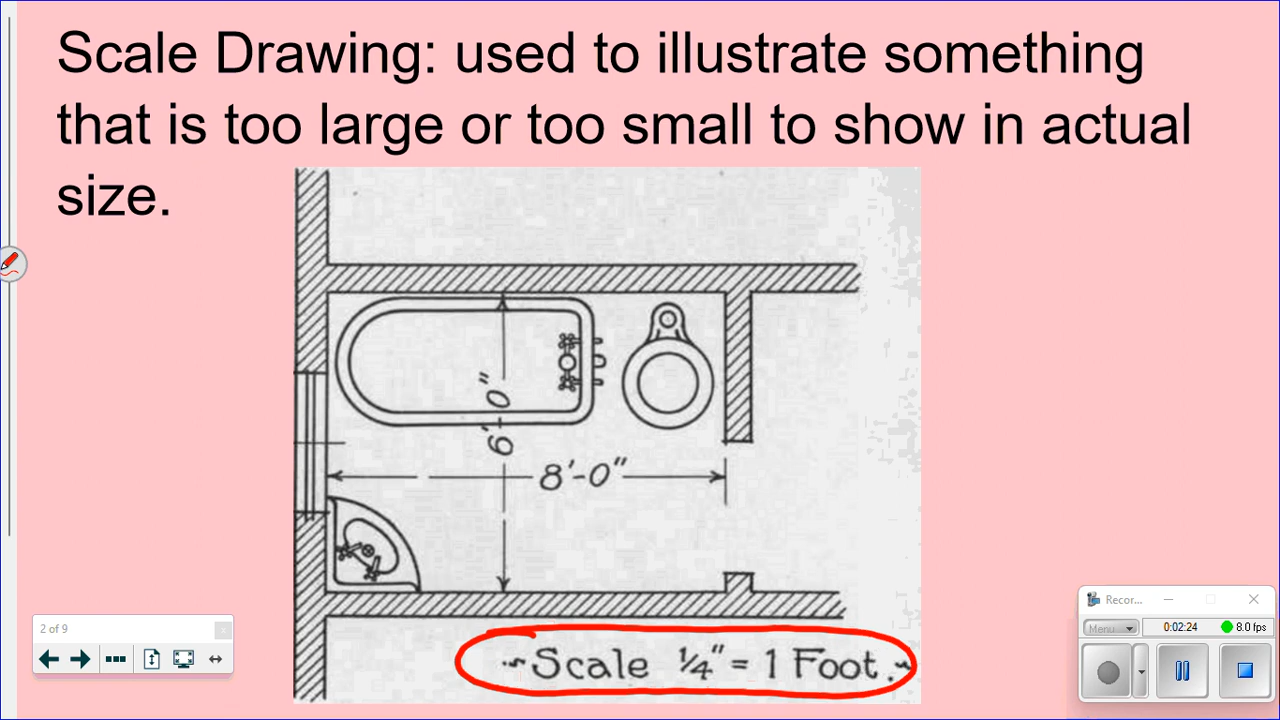 Scale Drawing: used to illustrate something
that is too large or too small to show in actual
size.
6'-0"
8'-0"
Scale ¼" = 1 Foot.
2 of 9
x
Recor...
Menu
0:02:24
8.0 fps